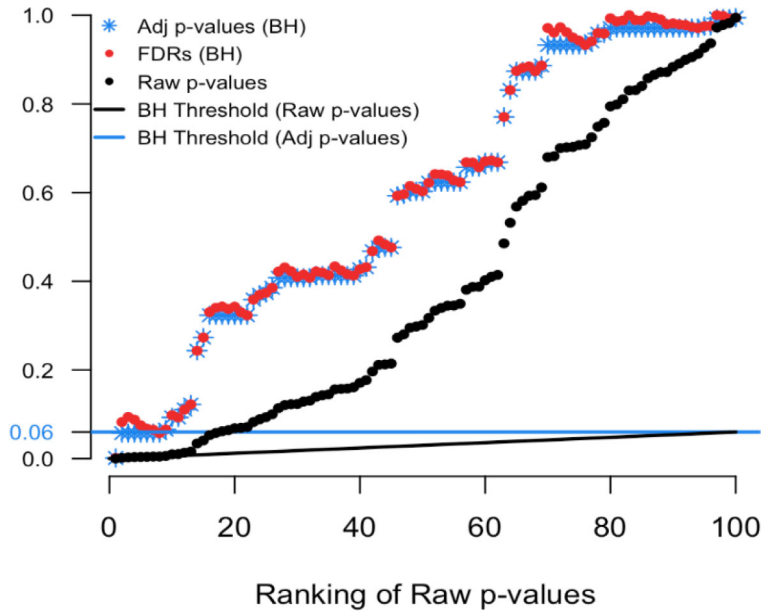 1.0
Adj p-values (BH)
FDRs (BH)
0.8
Raw p-values
BH Threshold (Raw p-values)
BH Threshold (Adj p-values)
0.6
0.4
0.2
0.06
0.0
0 20 40 60 80 100
Ranking of Raw p-values